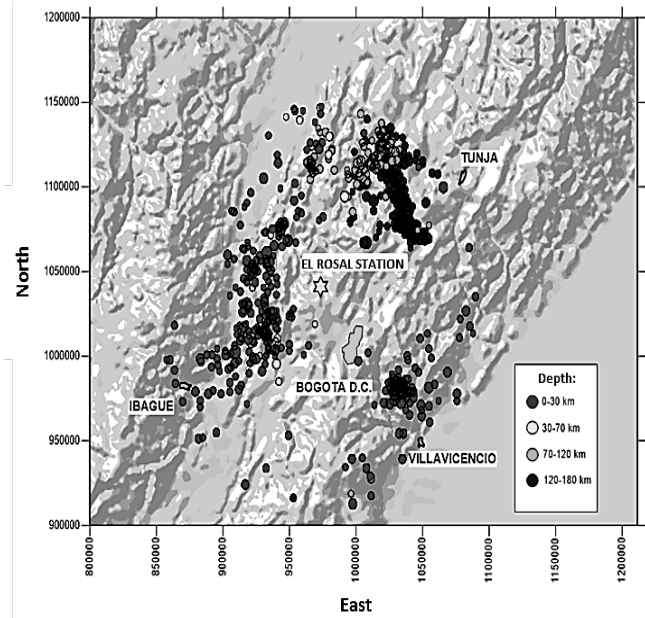 1200000
1150000
1100000
1050000
1000000
950000
900000
North
TUNJA
EL ROSAL STATION
BOGOTA D.C.
IBAGUE
VILLAVICENCIO
Depth:
0-30 km
30-70 km
70-120 km
120-180 km
800000
850000
900000
950000
1000000
1050000
1100000
1150000
1200000
East